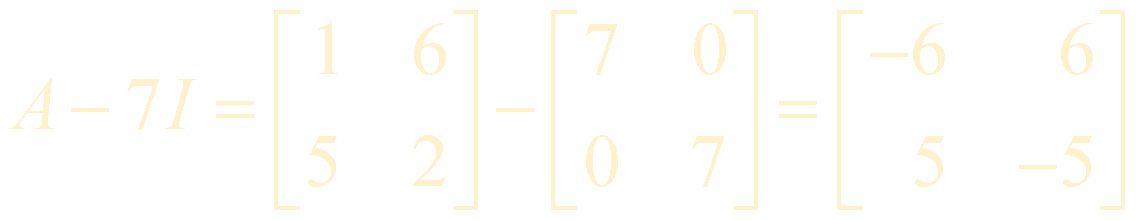 A − 7I = [1 6; 5 2] − [7 0; 0 7] = [−6 6; 5 −5]